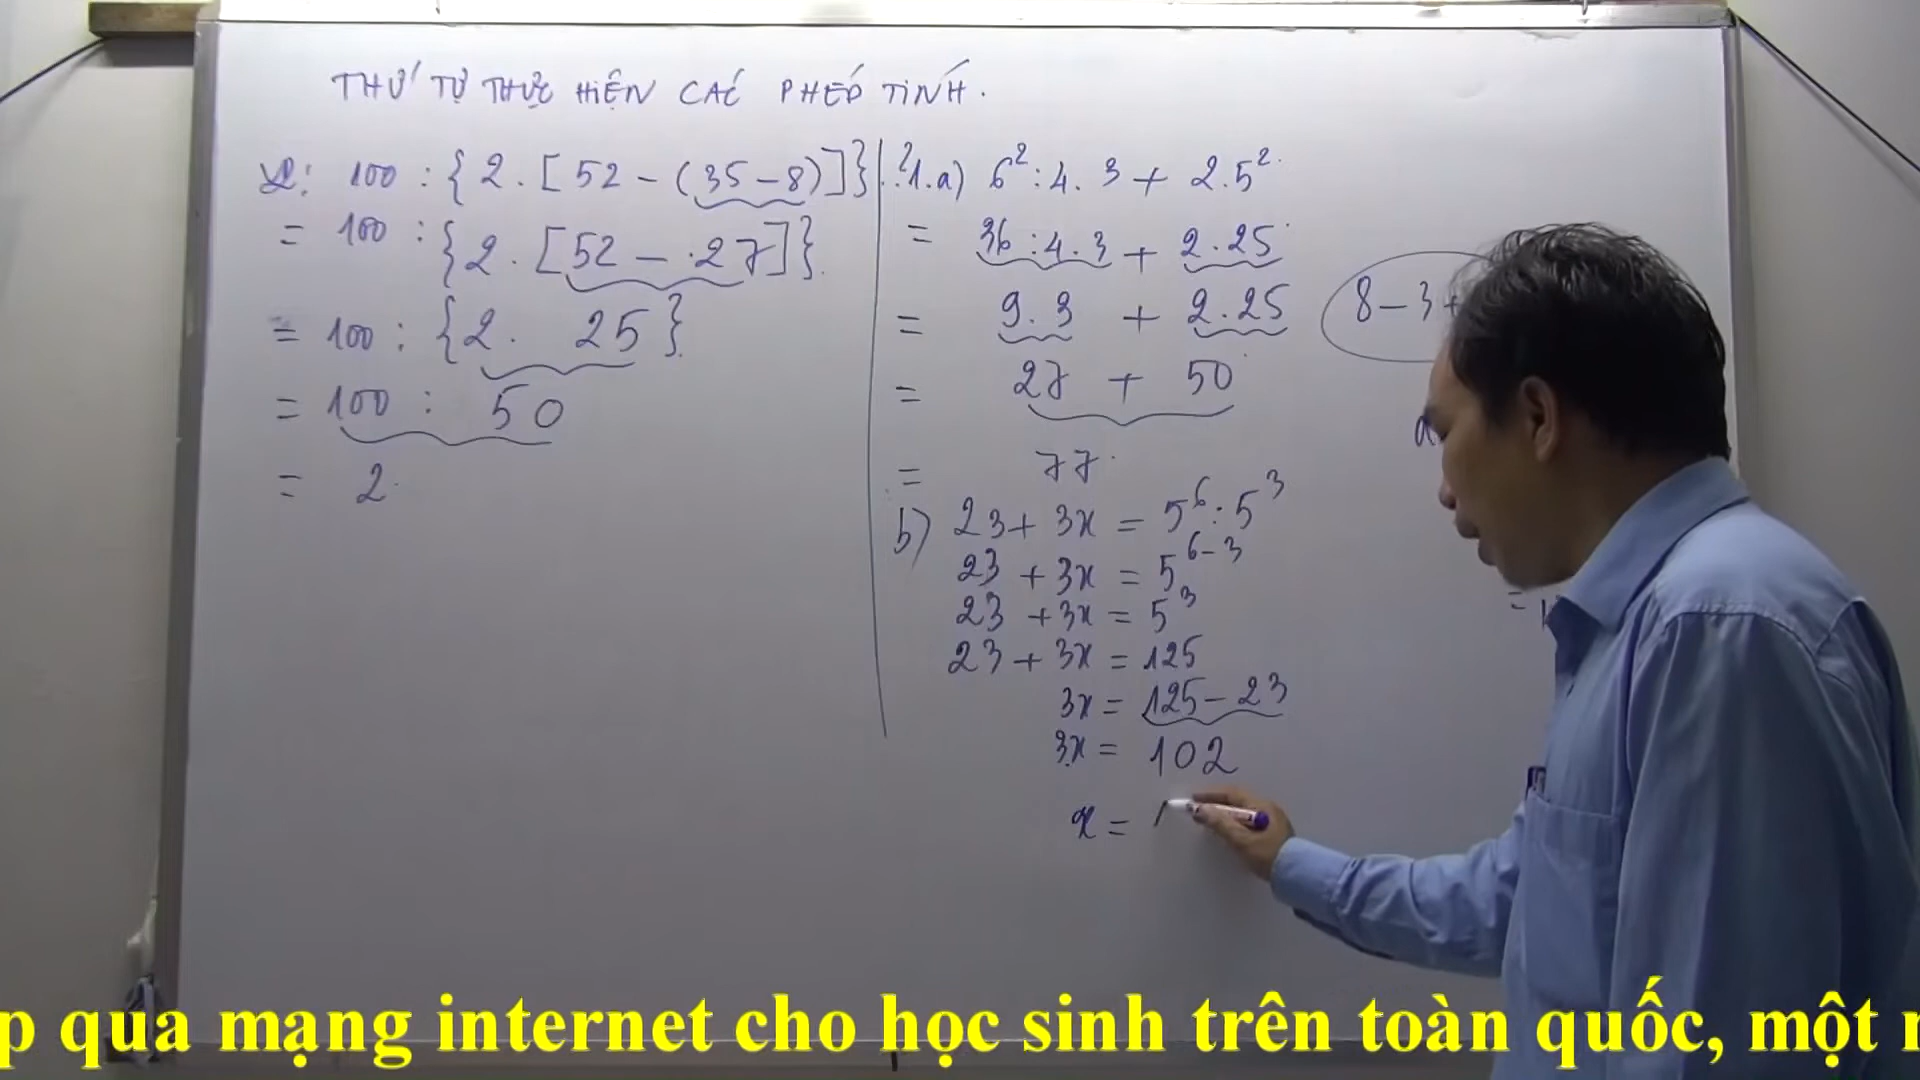 THỨ TỰ THỰC HIỆN CÁC PHÉP TÍNH.
100 : {2 . [52 - (35 - 8)]}
= 100 : {2 . [52 - 27]}
= 100 : {2 . 25}
= 100 : 50
= 2
?1.a) 6² : 4 . 3 + 2 . 5²
= 36 : 4 . 3 + 2 . 25
= 9 . 3 + 2 . 25
= 27 + 50
= 77
b) 23 + 3x = 5⁶ : 5³
23 + 3x = 5⁶⁻³
23 + 3x = 5³
23 + 3x = 125
3x = 125 - 23
3x = 102
x =
8 - 3 +
qua mạng internet cho học sinh trên toàn quốc, một